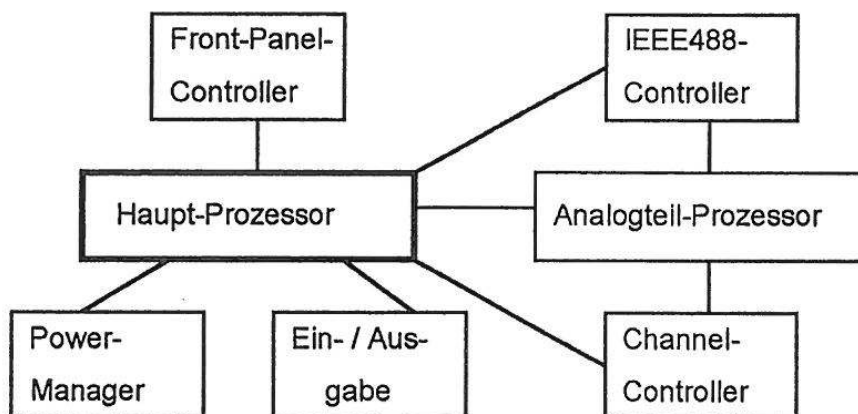 Front-Panel-
Controller
IEEE488-
Controller
Haupt-Prozessor
Analogteil-Prozessor
Power-
Manager
Ein- / Aus-
gabe
Channel-
Controller